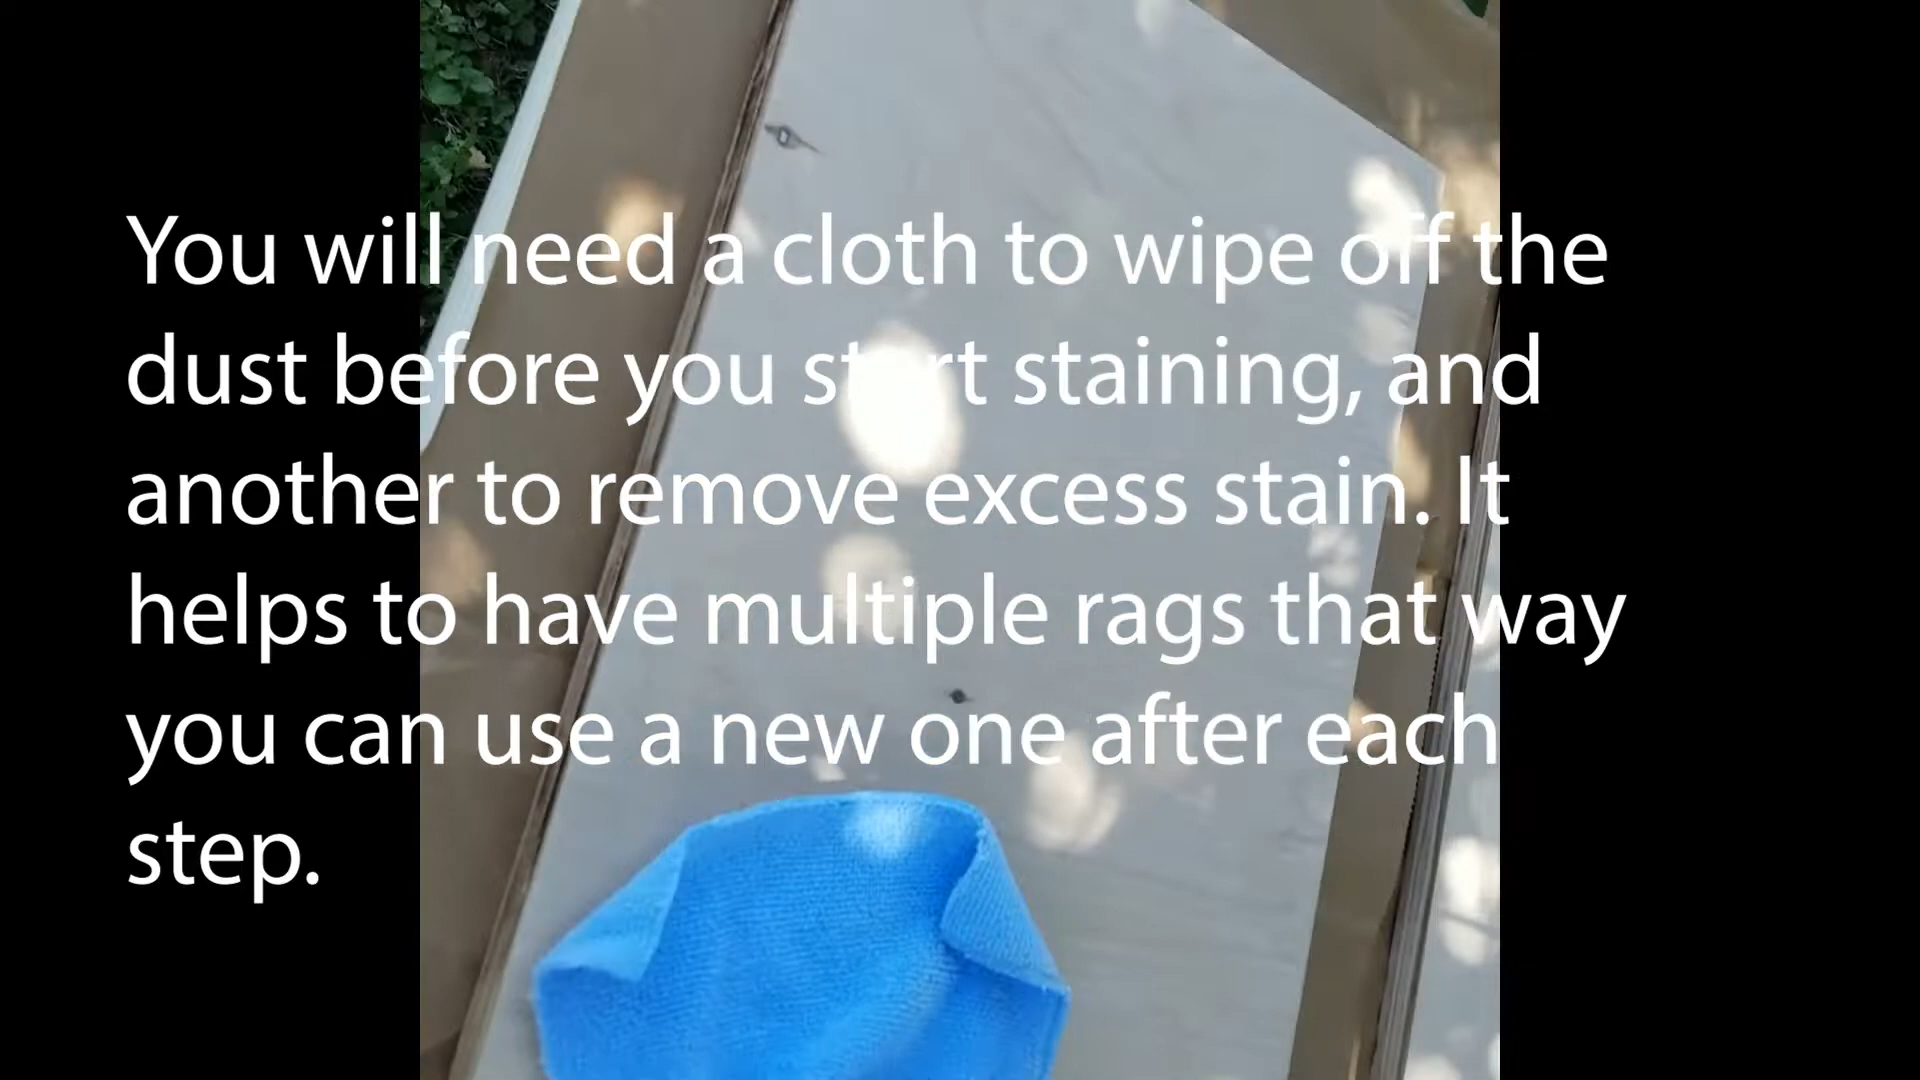 You will need a cloth to wipe off the
dust before you start staining, and
another to remove excess stain. It
helps to have multiple rags that way
you can use a new one after each
step.